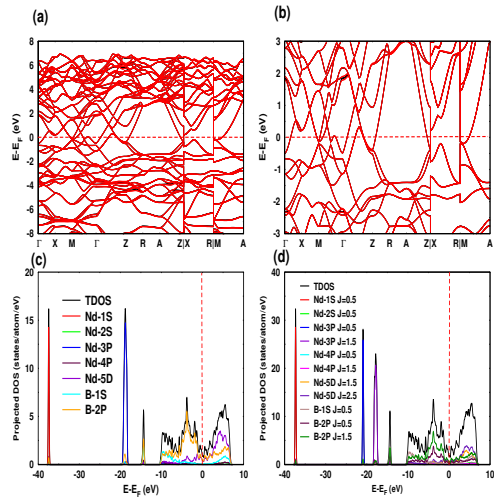 (a)
(b)
E-E_F (eV)
8
6
4
2
0
-2
-4
-6
-8
Γ X M Γ Z R A Z|X R|M A
E-E_F (eV)
3
2
1
0
-1
-2
-3
Γ X M Γ Z R A Z|X R|M A
(c)
Projected DOS (states/atom/eV)
20
15
10
5
0
TDOS
Nd-1S
Nd-2S
Nd-3P
Nd-4P
Nd-5D
B-1S
B-2P
-40 -30 -20 -10 0 10 20
E-E_F (eV)
(d)
Projected DOS (states/atom/eV)
40
35
30
25
20
15
10
5
0
TDOS
Nd-1S J=0.5
Nd-2S J=0.5
Nd-3P J=0.5
Nd-3P J=1.5
Nd-4P J=0.5
Nd-4P J=1.5
Nd-5D J=1.5
Nd-5D J=2.5
B-1S J=0.5
B-2P J=0.5
B-2P J=1.5
-40 -30 -20 -10 0 10 20
E-E_F (eV)